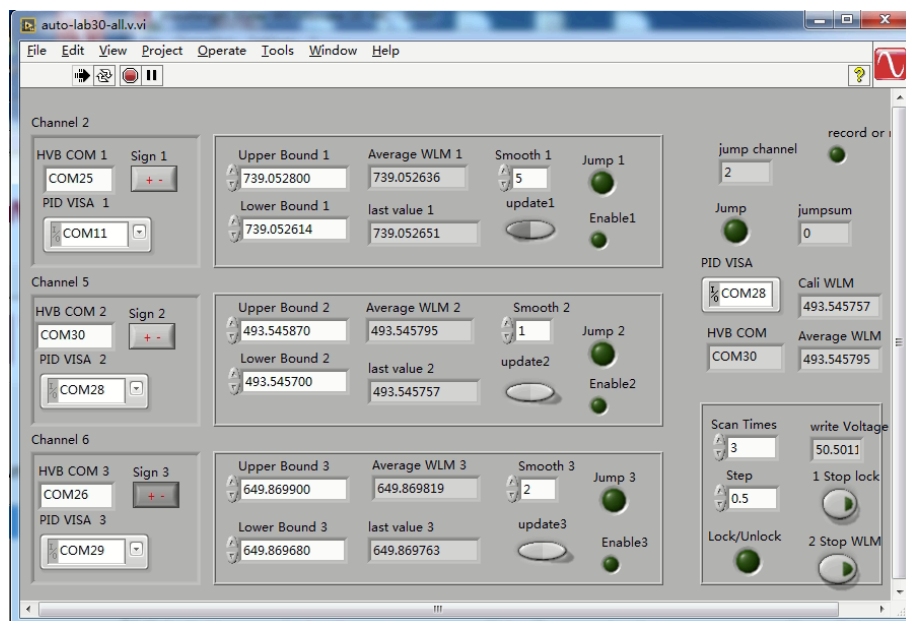 auto-lab30-all.v.vi
File Edit View Project Operate Tools Window Help
Channel 2
HVB COM 1 Sign 1
COM25 + -
PID VISA 1
COM11
Upper Bound 1 Average WLM 1 Smooth 1 Jump 1
739.052800 739.052636 5
Lower Bound 1 last value 1 update1 Enable1
739.052614 739.052651
Channel 5
HVB COM 2 Sign 2
COM30 + -
PID VISA 2
COM28
Upper Bound 2 Average WLM 2 Smooth 2 Jump 2
493.545870 493.545795 1
Lower Bound 2 last value 2 update2 Enable2
493.545700 493.545757
Channel 6
HVB COM 3 Sign 3
COM26 + -
PID VISA 3
COM29
Upper Bound 3 Average WLM 3 Smooth 3 Jump 3
649.869900 649.869819 2
Lower Bound 3 last value 3 update3 Enable3
649.869680 649.869763
record or
jump channel
2
Jump jumpsum
0
PID VISA Cali WLM
COM28 493.545757
HVB COM Average WLM
COM30 493.545795
Scan Times write Voltage
3 50.5011
Step 1 Stop lock
0.5
Lock/Unlock 2 Stop WLM